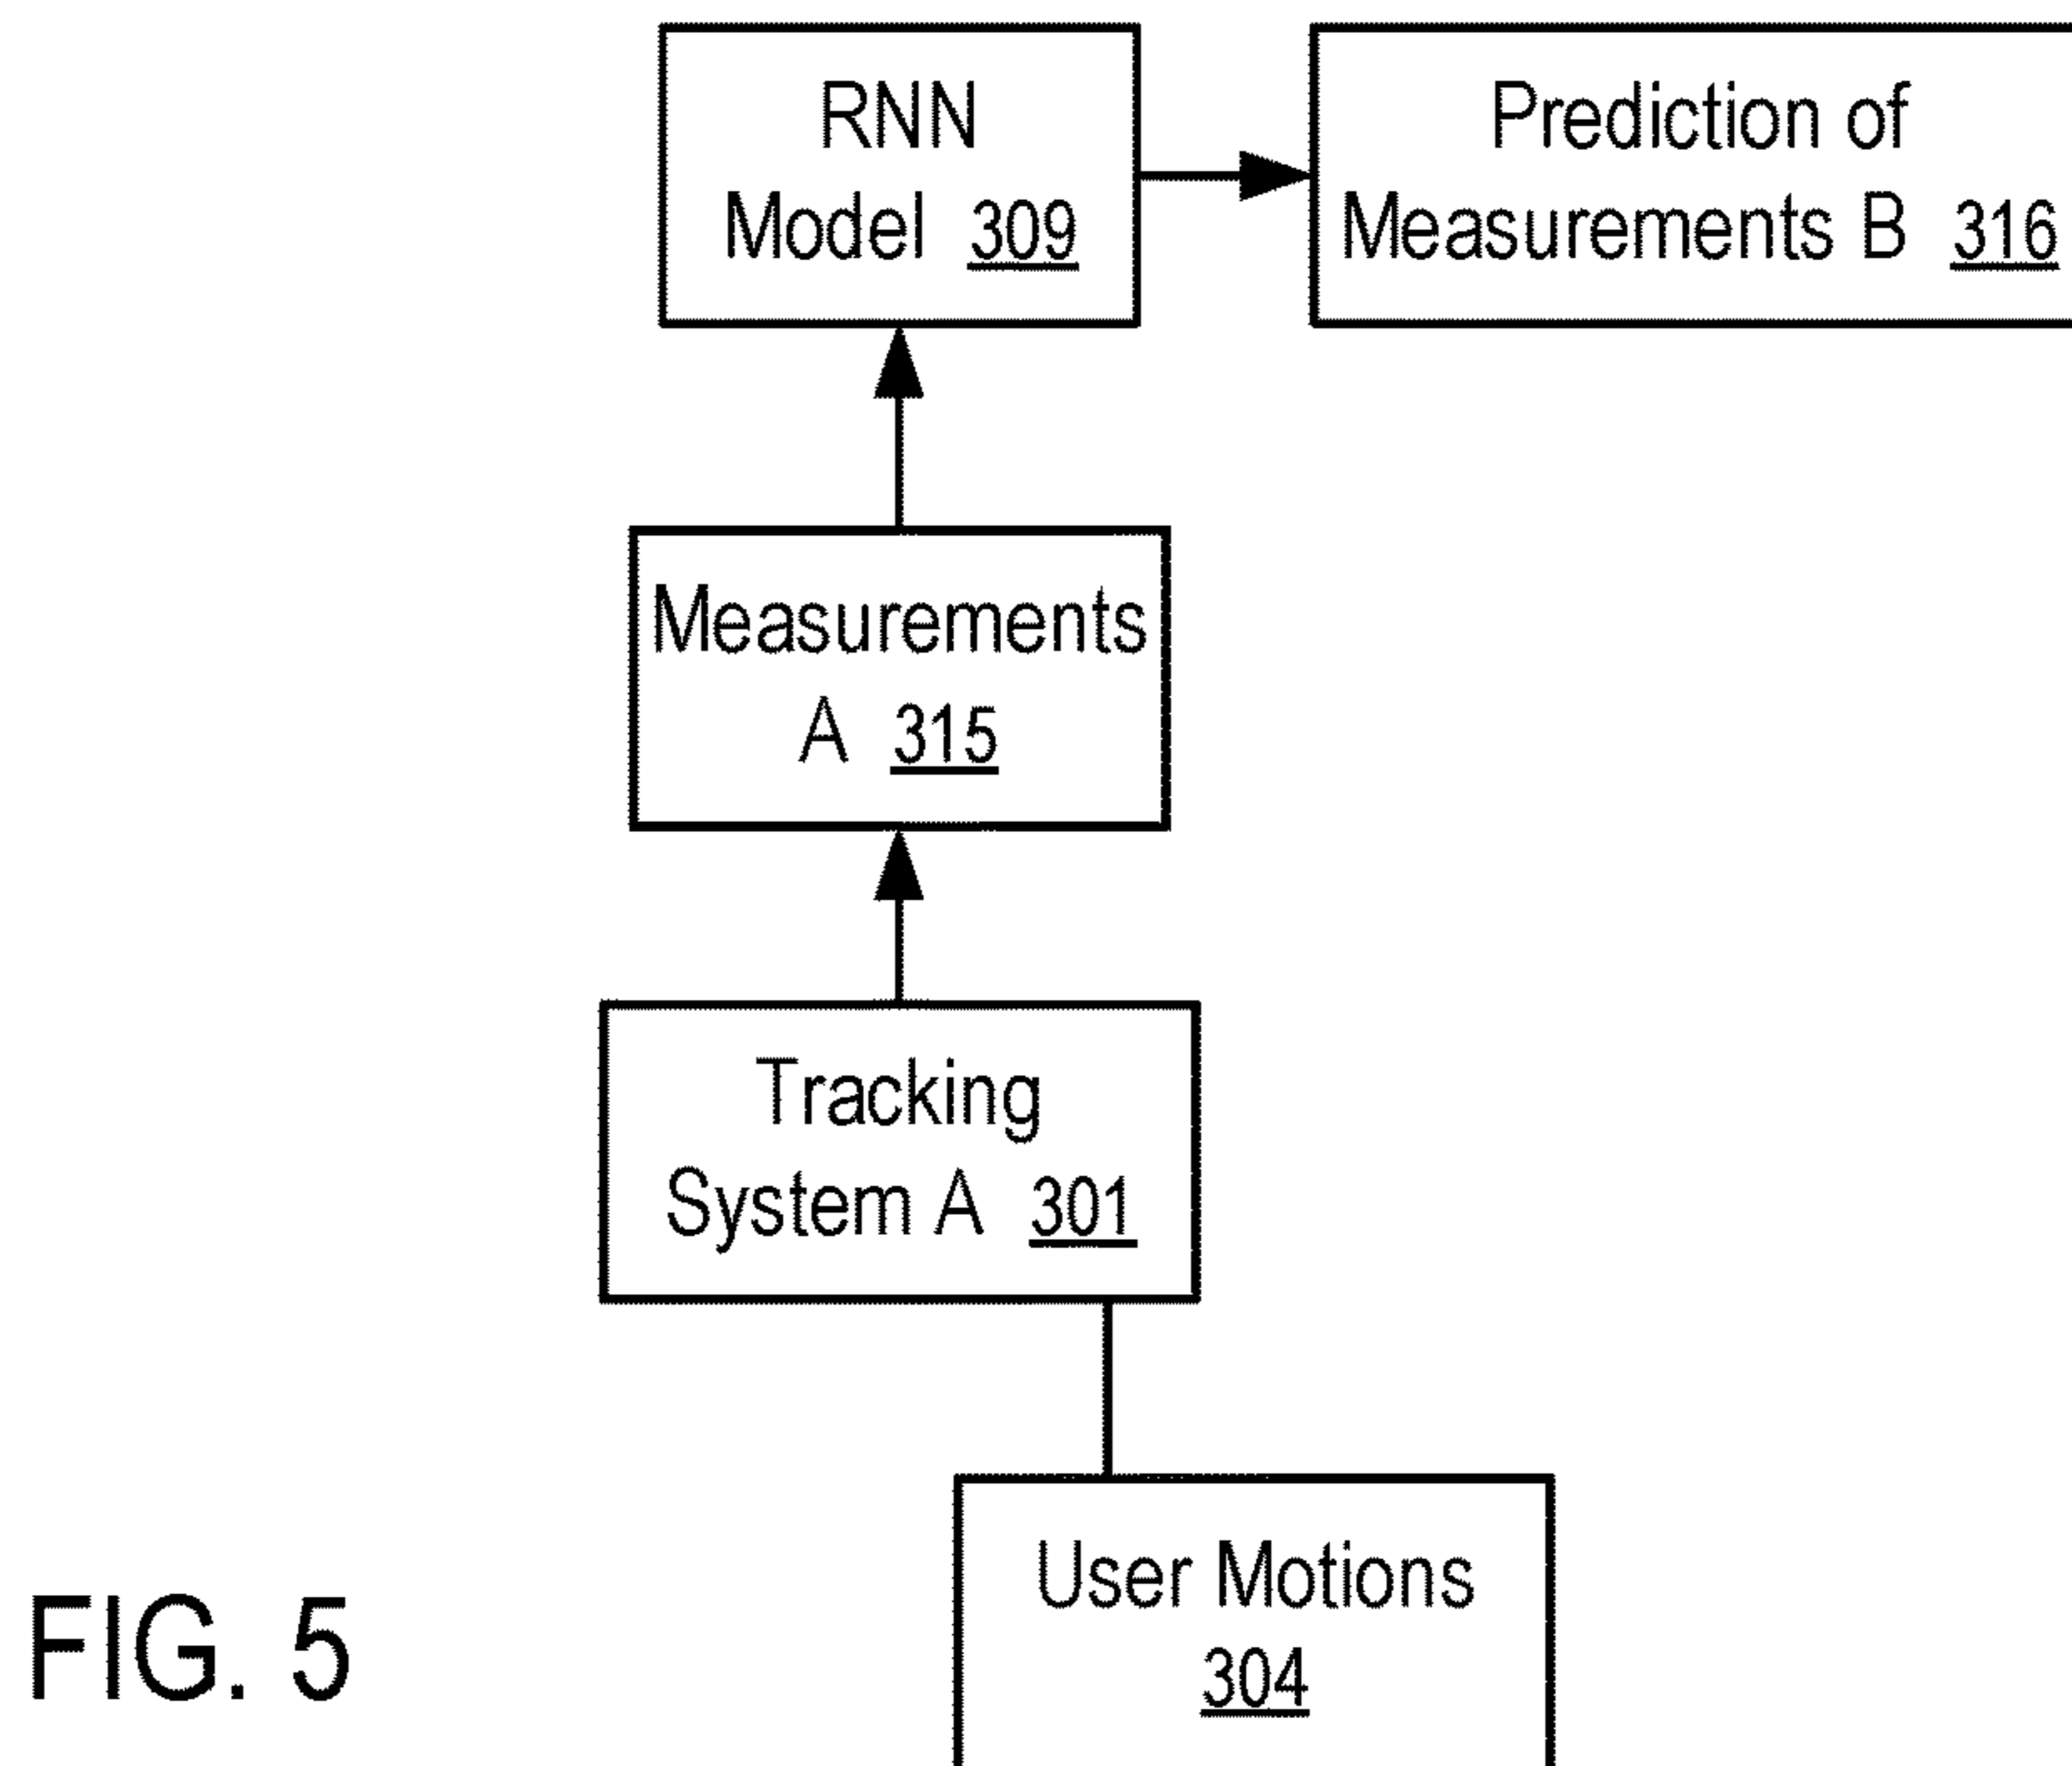 RNN
Model 309
Prediction of
Measurements B 316
Measurements
A 315
Tracking
System A 301
User Motions
304
FIG. 5